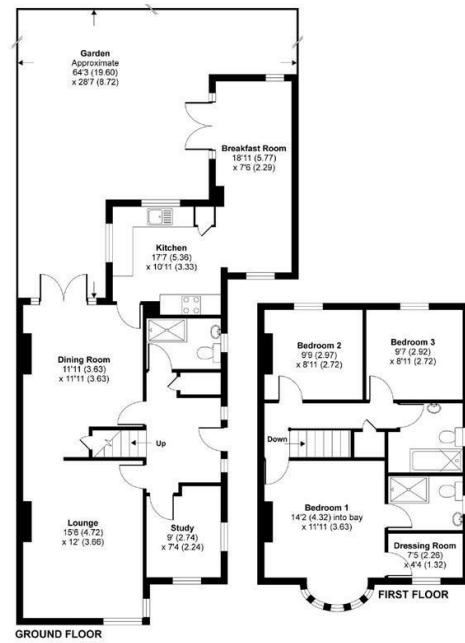 Garden
Approximate
64'3 (19.60)
x 28'7 (8.72)
Breakfast Room
18'11 (5.77)
x 7'6 (2.29)
Kitchen
17'7 (5.36)
x 10'11 (3.33)
Dining Room
11'11 (3.63)
x 11'11 (3.63)
Up
Lounge
15'6 (4.72)
x 12' (3.66)
Study
9' (2.74)
x 7'4 (2.24)
GROUND FLOOR
Bedroom 2
9'9 (2.97)
x 8'11 (2.72)
Bedroom 3
9'7 (2.92)
x 8'11 (2.72)
Down
Bedroom 1
14'2 (4.32) into bay
x 11'11 (3.63)
Dressing Room
7'5 (2.26)
x 4'4 (1.32)
FIRST FLOOR